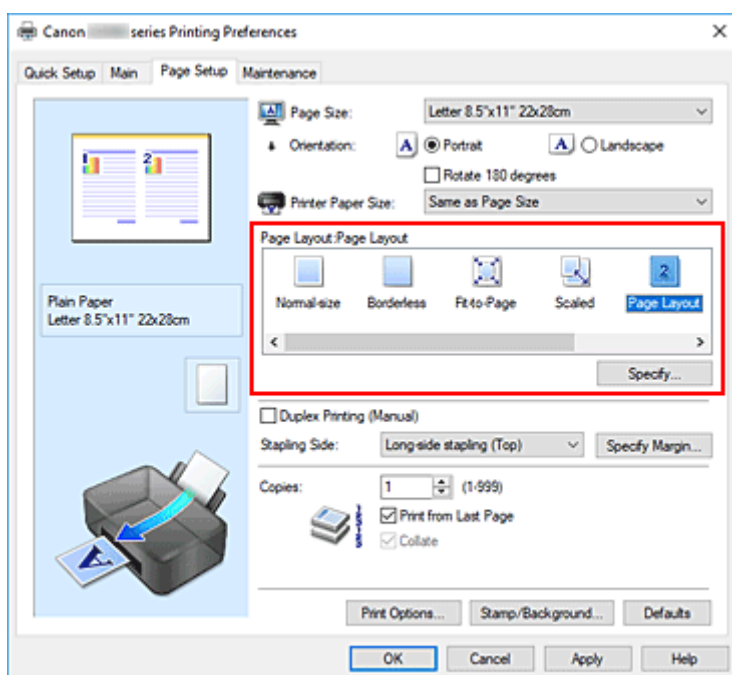 Canon series Printing Preferences
Quick Setup Main Page Setup Maintenance
1 2
Plain Paper
Letter 8.5"x11" 22x28cm
Page Size: Letter 8.5"x11" 22x28cm
Orientation: A Portrait A Landscape
Rotate 180 degrees
Printer Paper Size: Same as Page Size
Page Layout:Page Layout
2
Normal-size Borderless Fit-to-Page Scaled Page Layout
Specify...
Duplex Printing (Manual)
Stapling Side: Long-side stapling (Top) Specify Margin...
Copies: 1 (1-999)
Print from Last Page
Collate
Print Options... Stamp/Background... Defaults
OK Cancel Apply Help